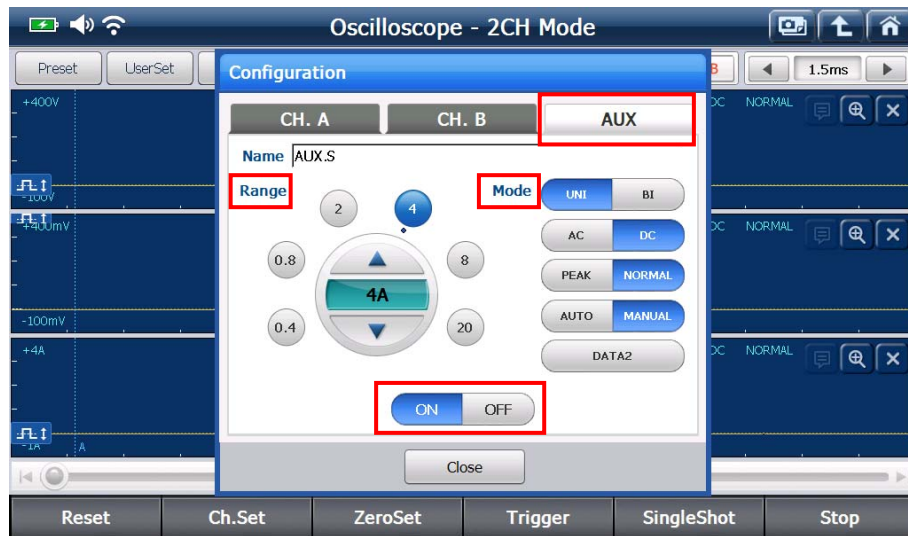 Oscilloscope - 2CH Mode
Preset UserSet B 1.5ms
Configuration
+400V DC NORMAL
CH. A CH. B AUX
Name AUX.S
Range Mode UNI BI
2 4
-100V
+400mV DC NORMAL
AC DC
0.8 8
PEAK NORMAL
4A
AUTO MANUAL
-100mV
0.4 20
+4A DC NORMAL
DATA2
ON OFF
-1A A
Close
Reset Ch.Set ZeroSet Trigger SingleShot Stop